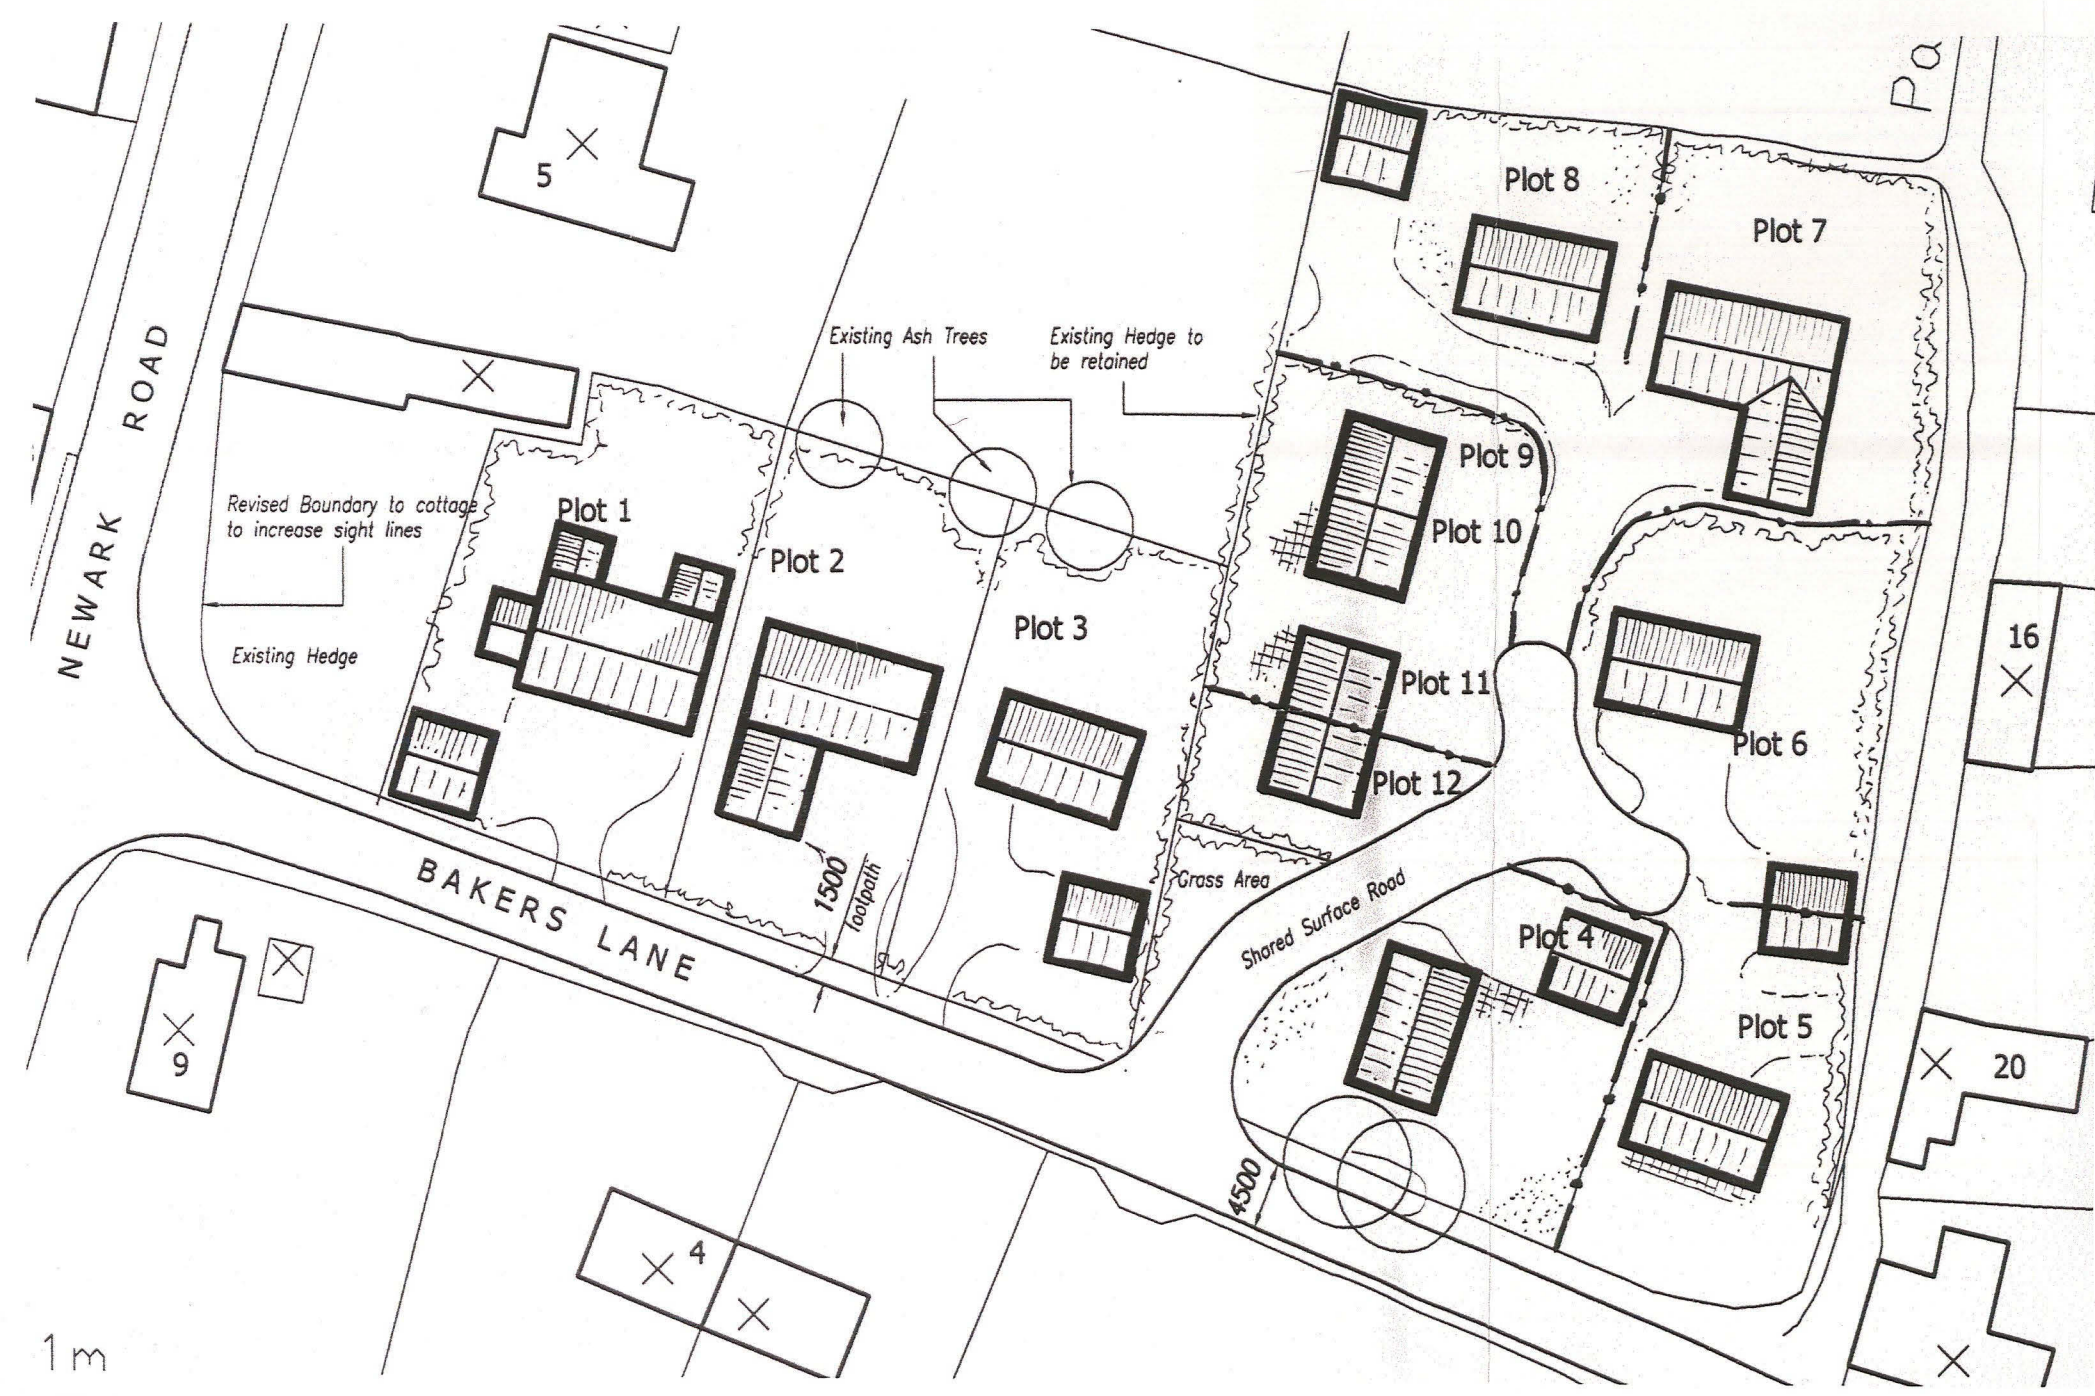 Pa
5
Plot 8
Plot 7
NEWARK ROAD
Existing Ash Trees
Existing Hedge to
be retained
Plot 9
Plot 10
Revised Boundary to cottage
to increase sight lines
Plot 1
Plot 2
Plot 3
Existing Hedge
16
Plot 11
Plot 6
Plot 12
BAKERS LANE
1500
footpath
Grass Area
Shared Surface Road
Plot 4
Plot 5
9
20
4500
4
1 m